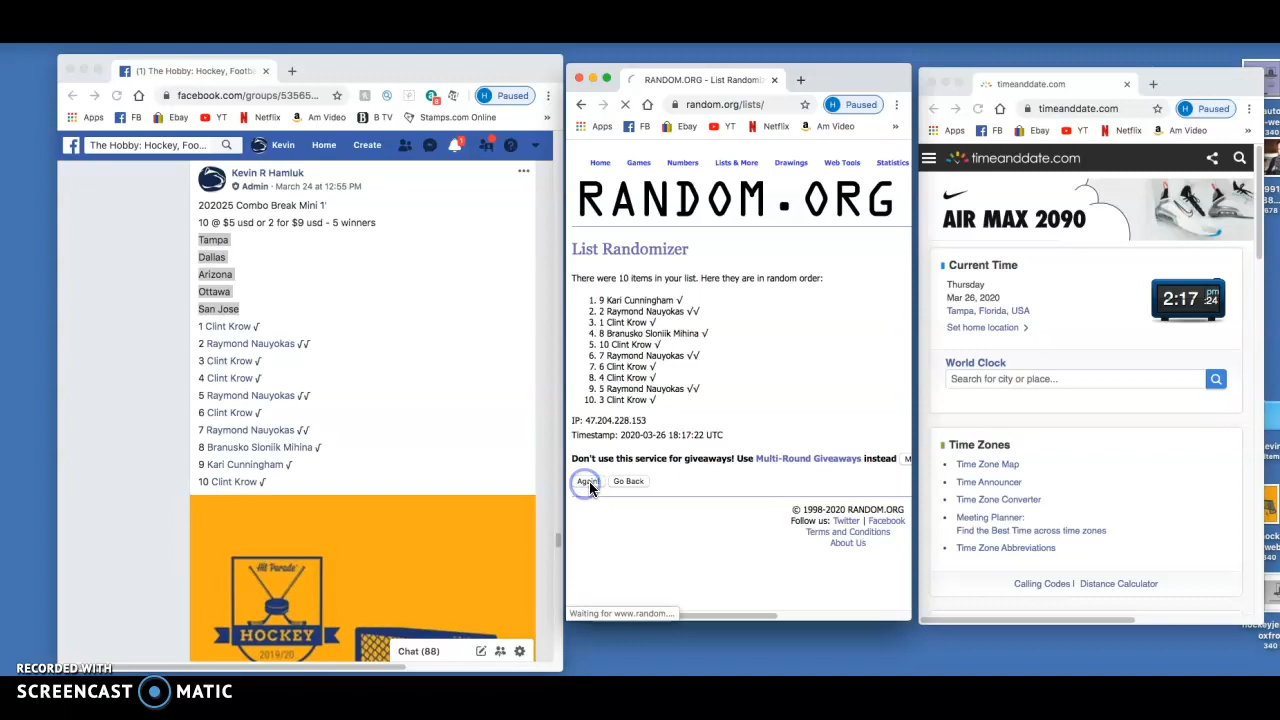 (1) The Hobby: Hockey, Footb
facebook.com/groups/53565...
Paused
Apps
FB
Ebay
YT
Netflix
Am Video
B TV
Stamps.com Online
The Hobby: Hockey, Foo...
Kevin
Home
Create
Kevin R Hamluk
Admin · March 24 at 12:55 PM
202025 Combo Break Mini 1'
10 @ $5 usd or 2 for $9 usd - 5 winners
Tampa
Dallas
Arizona
Ottawa
San Jose
1 Clint Krow √
2 Raymond Nauyokas √√
3 Clint Krow √
4 Clint Krow √
5 Raymond Nauyokas √√
6 Clint Krow √
7 Raymond Nauyokas √√
8 Branusko Sloniik Mihina √
9 Kari Cunningham √
10 Clint Krow √
Hit Parade
HOCKEY
2019/20
Chat (88)
RANDOM.ORG - List Randomi
random.org/lists/
Paused
Apps
FB
Ebay
YT
Netflix
Am Video
Home
Games
Numbers
Lists & More
Drawings
Web Tools
Statistics
RANDOM.ORG
List Randomizer
There were 10 items in your list. Here they are in random order:
1. 9 Kari Cunningham √
2. 2 Raymond Nauyokas √√
3. 1 Clint Krow √
4. 8 Branusko Sloniik Mihina √
5. 10 Clint Krow √
6. 7 Raymond Nauyokas √√
7. 6 Clint Krow √
8. 4 Clint Krow √
9. 5 Raymond Nauyokas √√
10. 3 Clint Krow √
IP: 47.204.228.153
Timestamp: 2020-03-26 18:17:22 UTC
Don't use this service for giveaways! Use Multi-Round Giveaways instead
Again!
Go Back
© 1998-2020 RANDOM.ORG
Follow us: Twitter | Facebook
Terms and Conditions
About Us
Waiting for www.random....
timeanddate.com
timeanddate.com
Paused
Apps
FB
Ebay
YT
Netflix
Am Video
timeanddate.com
AIR MAX 2090
Current Time
Thursday
Mar 26, 2020
Tampa, Florida, USA
Set home location
2:17 pm 24
World Clock
Search for city or place...
Time Zones
Time Zone Map
Time Announcer
Time Zone Converter
Meeting Planner:
Find the Best Time across time zones
Time Zone Abbreviations
Calling Codes | Distance Calculator
RECORDED WITH
SCREENCAST MATIC